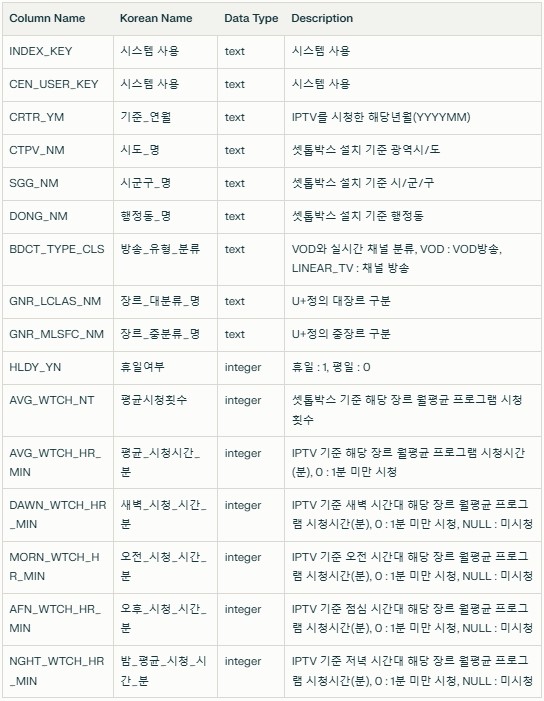 Column Name Korean Name Data Type Description
INDEX_KEY 시스템 사용 text 시스템 사용
CEN_USER_KEY 시스템 사용 text 시스템 사용
CRTR_YM 기준_연월 text IPTV를 시청한 해당년월(YYYYMM)
CTPV_NM 시도_명 text 셋톱박스 설치 기준 광역시/도
SGG_NM 시군구_명 text 셋톱박스 설치 기준 시/군/구
DONG_NM 행정동_명 text 셋톱박스 설치 기준 행정동
BDCT_TYPE_CLS 방송_유형_분류 text VOD와 실시간 채널 분류, VOD : VOD방송,
LINEAR_TV : 채널 방송
GNR_LCLAS_NM 장르_대분류_명 text U+정의 대장르 구분
GNR_MLSFC_NM 장르_중분류_명 text U+정의 중장르 구분
HLDY_YN 휴일여부 integer 휴일 : 1, 평일 : 0
AVG_WTCH_NT 평균시청횟수 integer 셋톱박스 기준 해당 장르 월평균 프로그램 시청
횟수
AVG_WTCH_HR_ 평균_시청시간_ integer IPTV 기준 해당 장르 월평균 프로그램 시청시간
MIN 분 (분), 0 : 1분 미만 시청
DAWN_WTCH_HR 새벽_시청_시간_ integer IPTV 기준 새벽 시간대 해당 장르 월평균 프로그
_MIN 분 램 시청시간(분), 0 : 1분 미만 시청, NULL : 미시청
MORN_WTCH_H 오전_시청_시간_ integer IPTV 기준 오전 시간대 해당 장르 월평균 프로그
R_MIN 분 램 시청시간(분), 0 : 1분 미만 시청, NULL : 미시청
AFN_WTCH_HR_ 오후_시청_시간_ integer IPTV 기준 점심 시간대 해당 장르 월평균 프로그
MIN 분 램 시청시간(분), 0 : 1분 미만 시청, NULL : 미시청
NGHT_WTCH_HR 밤_평균_시청_시 integer IPTV 기준 저녁 시간대 해당 장르 월평균 프로그
_MIN 간_분 램 시청시간(분), 0 : 1분 미만 시청, NULL : 미시청